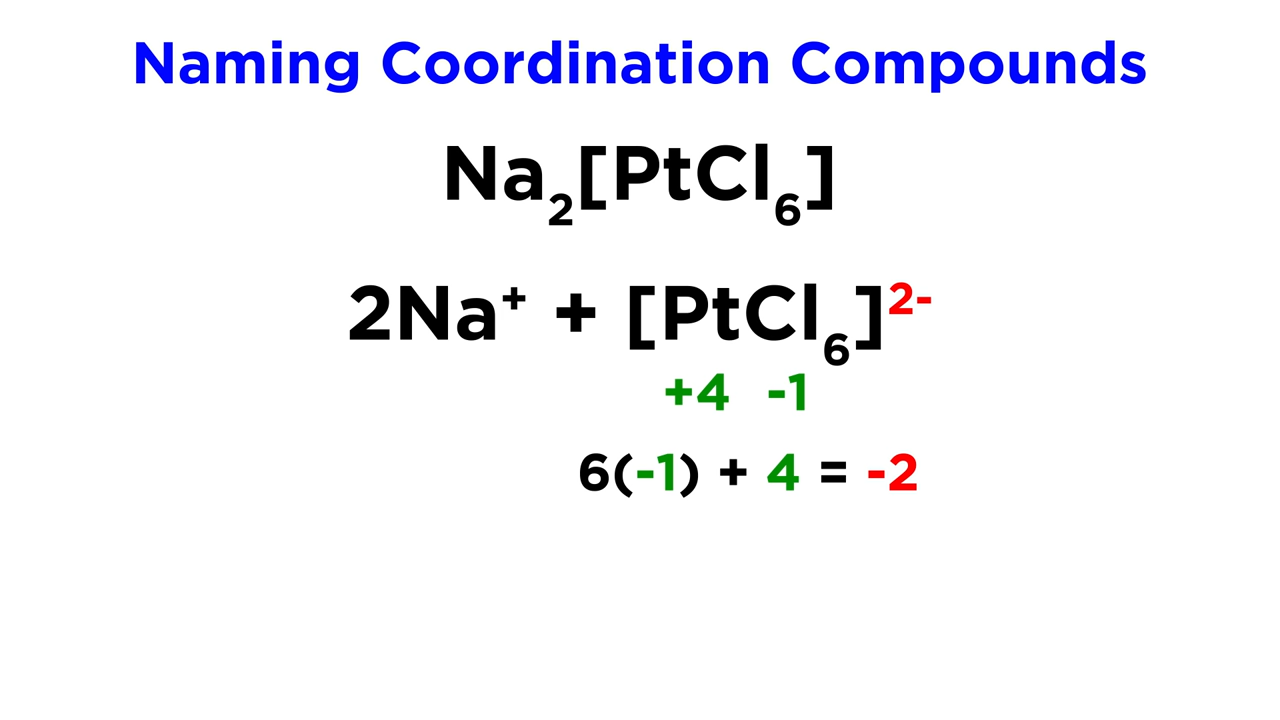 Naming Coordination Compounds
Na₂[PtCl₆]
2Na⁺ + [PtCl₆]²⁻
+4 -1
6(-1) + 4 = -2